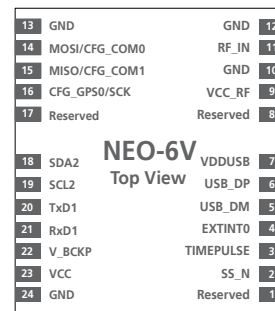 13 GND GND 12
14 MOSI/CFG_COM0 RF_IN 11
15 MISO/CFG_COM1 GND 10
16 CFG_GPS0/SCK VCC_RF 9
17 Reserved Reserved 8
NEO-6V
Top View
18 SDA2 VDDUSB 7
19 SCL2 USB_DP 6
20 TxD1 USB_DM 5
21 RxD1 EXTINT0 4
22 V_BCKP TIMEPULSE 3
23 VCC SS_N 2
24 GND Reserved 1